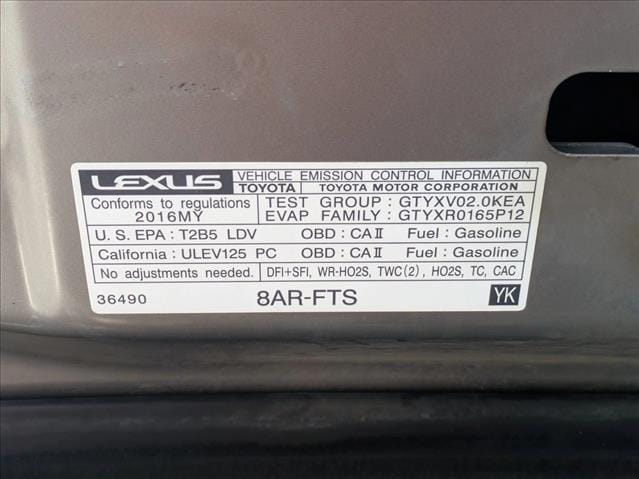 LEXUS VEHICLE EMISSION CONTROL INFORMATION
TOYOTA TOYOTA MOTOR CORPORATION
Conforms to regulations
2016MY
TEST GROUP : GTYXV02.0KEA
EVAP FAMILY : GTYXR0165P12
U. S. EPA : T2B5 LDV OBD : CA II Fuel : Gasoline
California : ULEV125 PC OBD : CA II Fuel : Gasoline
No adjustments needed. DFI+SFI, WR-HO2S, TWC(2), HO2S, TC, CAC
36490 8AR-FTS YK